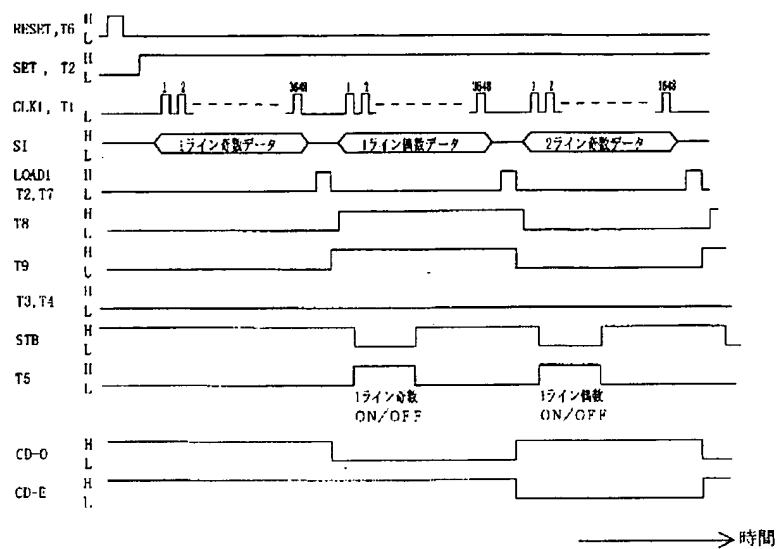 RESET, T6 H
L
SET, T2 H
L
1 2 3648 1 2 3648 1 2 3648
CLK1, T1 H
L
SI H
L
1ライン奇数データ 1ライン偶数データ 2ライン奇数データ
LOAD1 H
T2,T7 L
T8 H
L
T9 H
L
T3,T4 H
L
STB H
L
T5 H
L
1ライン奇数 1ライン偶数
ON/OFF ON/OFF
CD-O H
L
CD-E H
L
時間